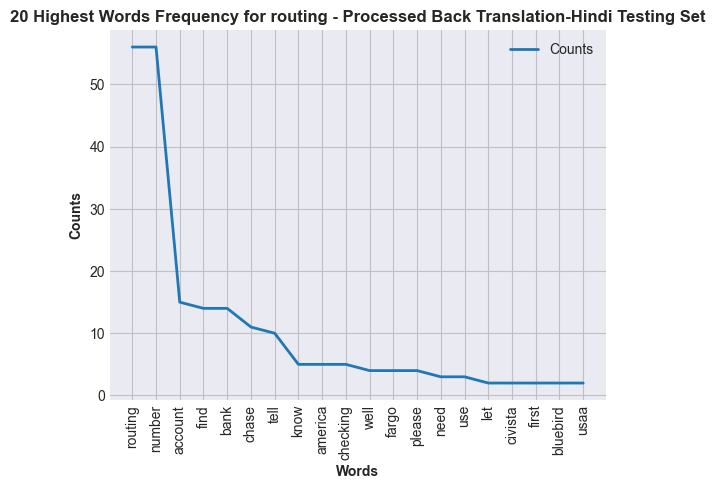 20 Highest Words Frequency for routing - Processed Back Translation-Hindi Testing Set
Counts
50
40
30
20
10
0
Counts
routing
number
account
find
bank
chase
tell
know
america
checking
well
fargo
please
need
use
let
civista
first
bluebird
usaa
Words